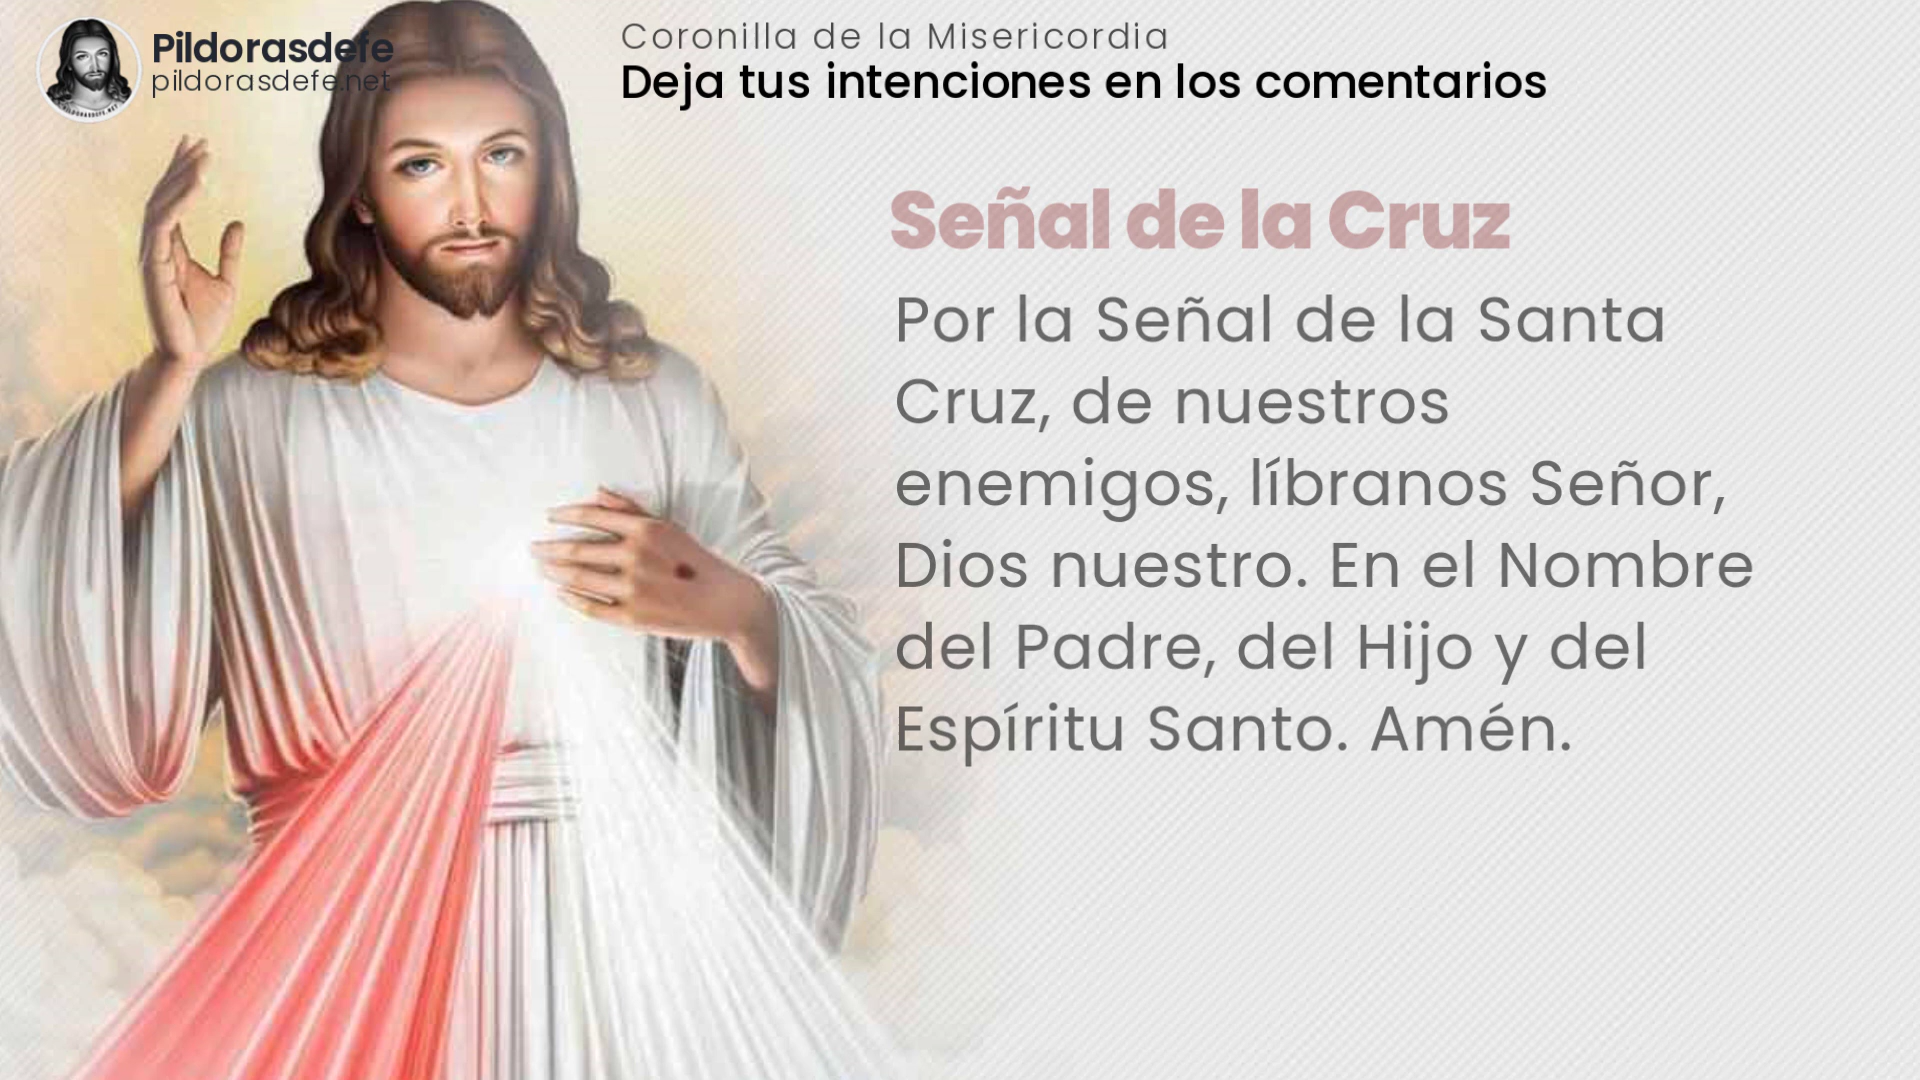 Pildorasdefe
pildorasdefe.net
Coronilla de la Misericordia
Deja tus intenciones en los comentarios
Señal de la Cruz
Por la Señal de la Santa
Cruz, de nuestros
enemigos, líbranos Señor,
Dios nuestro. En el Nombre
del Padre, del Hijo y del
Espíritu Santo. Amén.